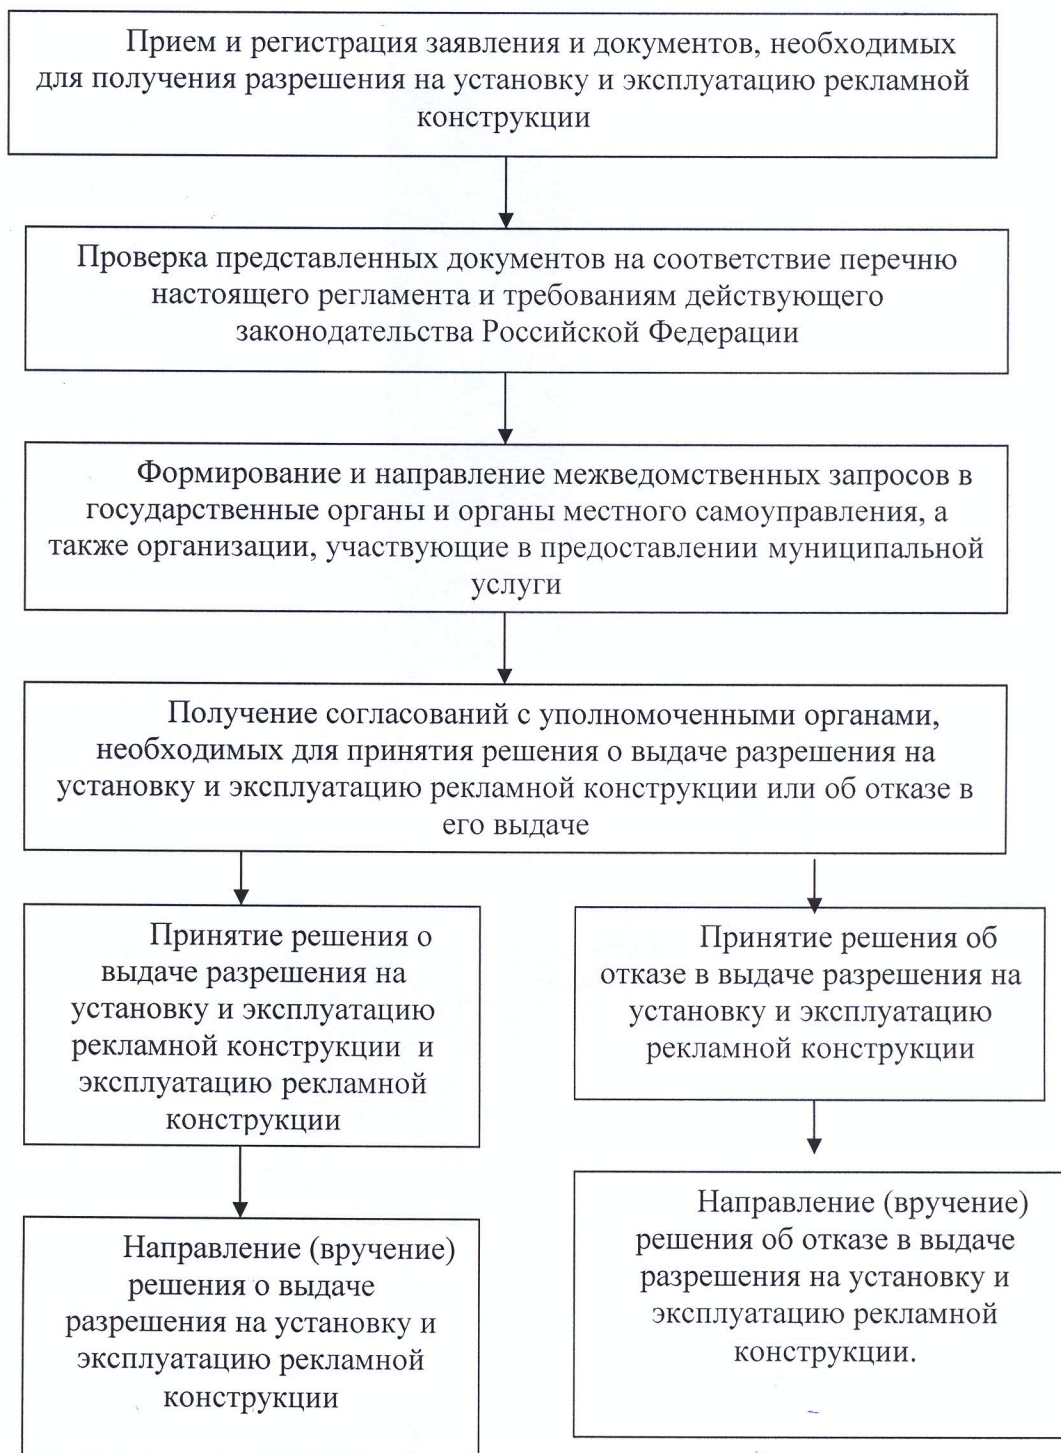 Прием и регистрация заявления и документов, необходимых
для получения разрешения на установку и эксплуатацию рекламной
конструкции
Проверка представленных документов на соответствие перечню
настоящего регламента и требованиям действующего
законодательства Российской Федерации
Формирование и направление межведомственных запросов в
государственные органы и органы местного самоуправления, а
также организации, участвующие в предоставлении муниципальной
услуги
Получение согласований с уполномоченными органами,
необходимых для принятия решения о выдаче разрешения на
установку и эксплуатацию рекламной конструкции или об отказе в
его выдаче
Принятие решения о
выдаче разрешения на
установку и эксплуатацию
рекламной конструкции и
эксплуатацию рекламной
конструкции
Принятие решения об
отказе в выдаче разрешения на
установку и эксплуатацию
рекламной конструкции
Направление (вручение)
решения о выдаче
разрешения на установку и
эксплуатацию рекламной
конструкции
Направление (вручение)
решения об отказе в выдаче
разрешения на установку и
эксплуатацию рекламной
конструкции.